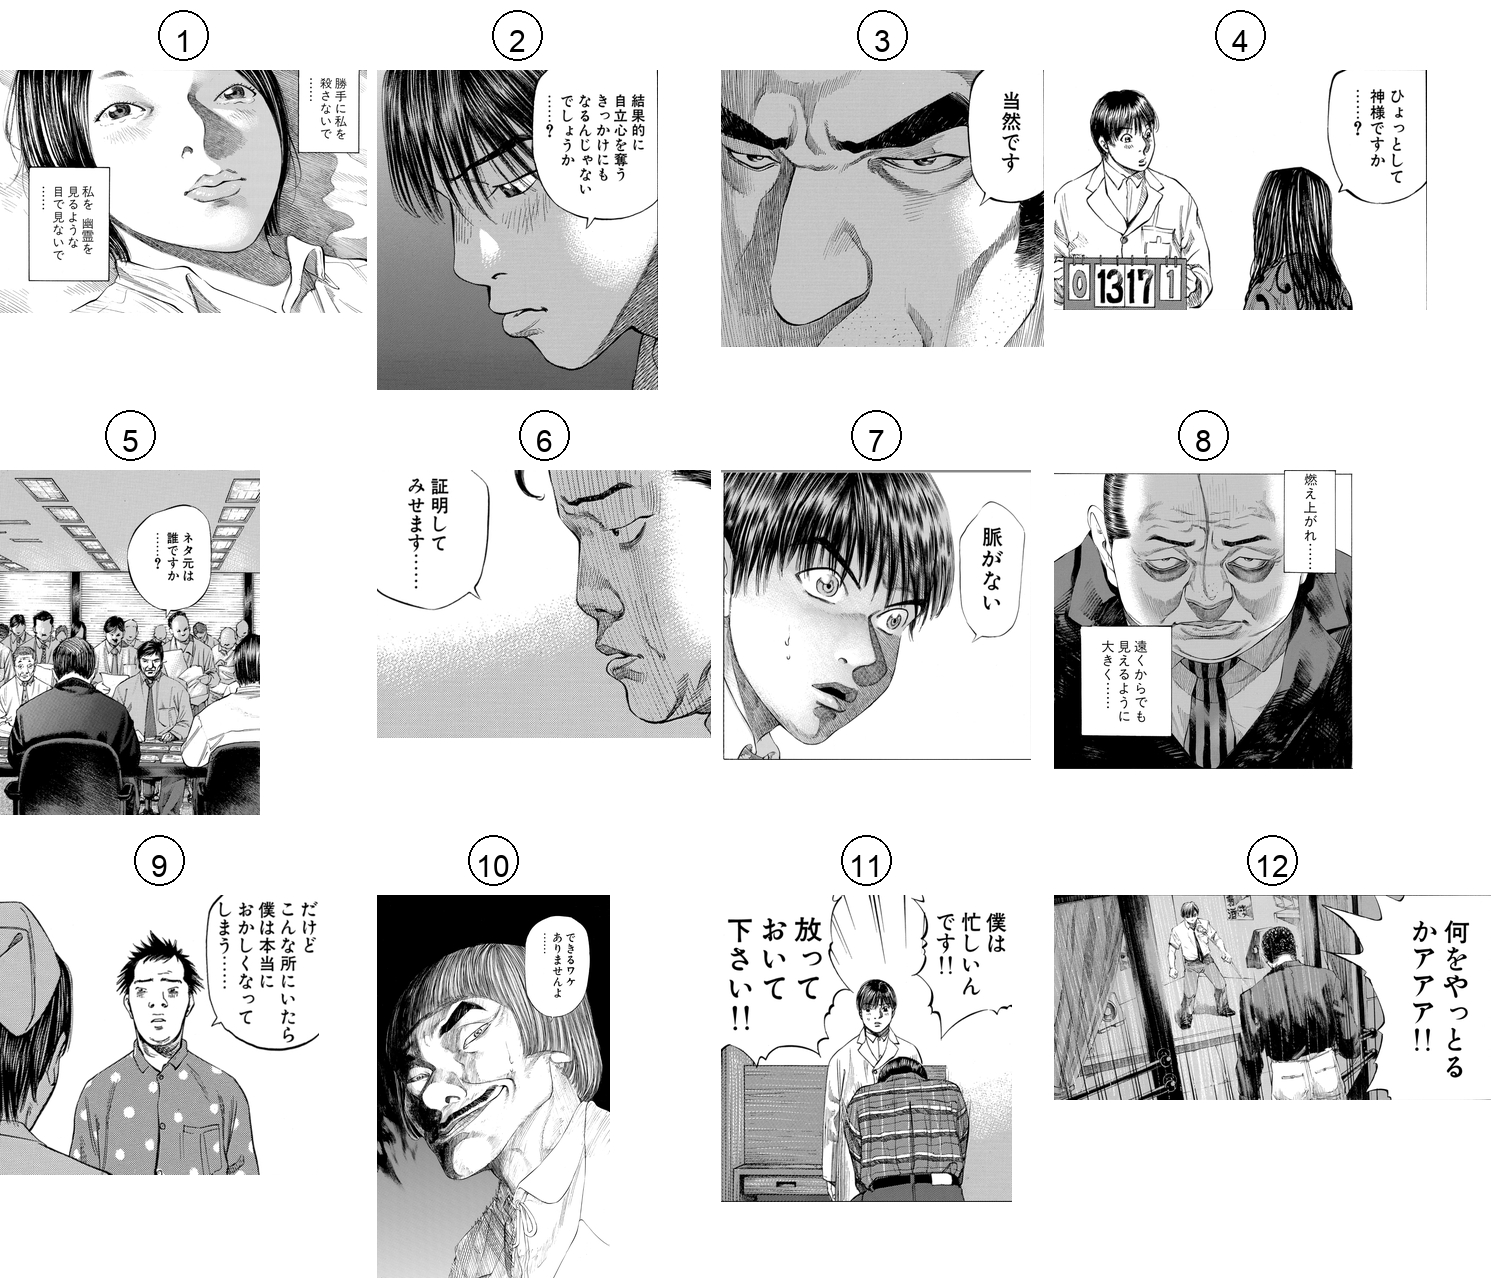 1
勝手に私を
殺さないで
……
私を 幽霊を
見るような
目で見ないで
……
2
結果的に
自立心を奪う
きっかけにも
なるんじゃない
でしょうか
……?
3
当然です
4
ひょっとして
神様ですか
……?
0 13 17 1
5
ネタ元は
誰ですか
……?
6
証明して
みせます……
7
脈がない
8
燃え上がれ……
遠くからでも
見えるように
大きく……
9
だけど
こんな所にいたら
僕は本当に
おかしくなって
しまう……
10
できるワケ
ありませんよ
……
11
僕は
忙しいん
です!!
放って
おいて
下さい!!
12
何をやっとる
かアアア!!